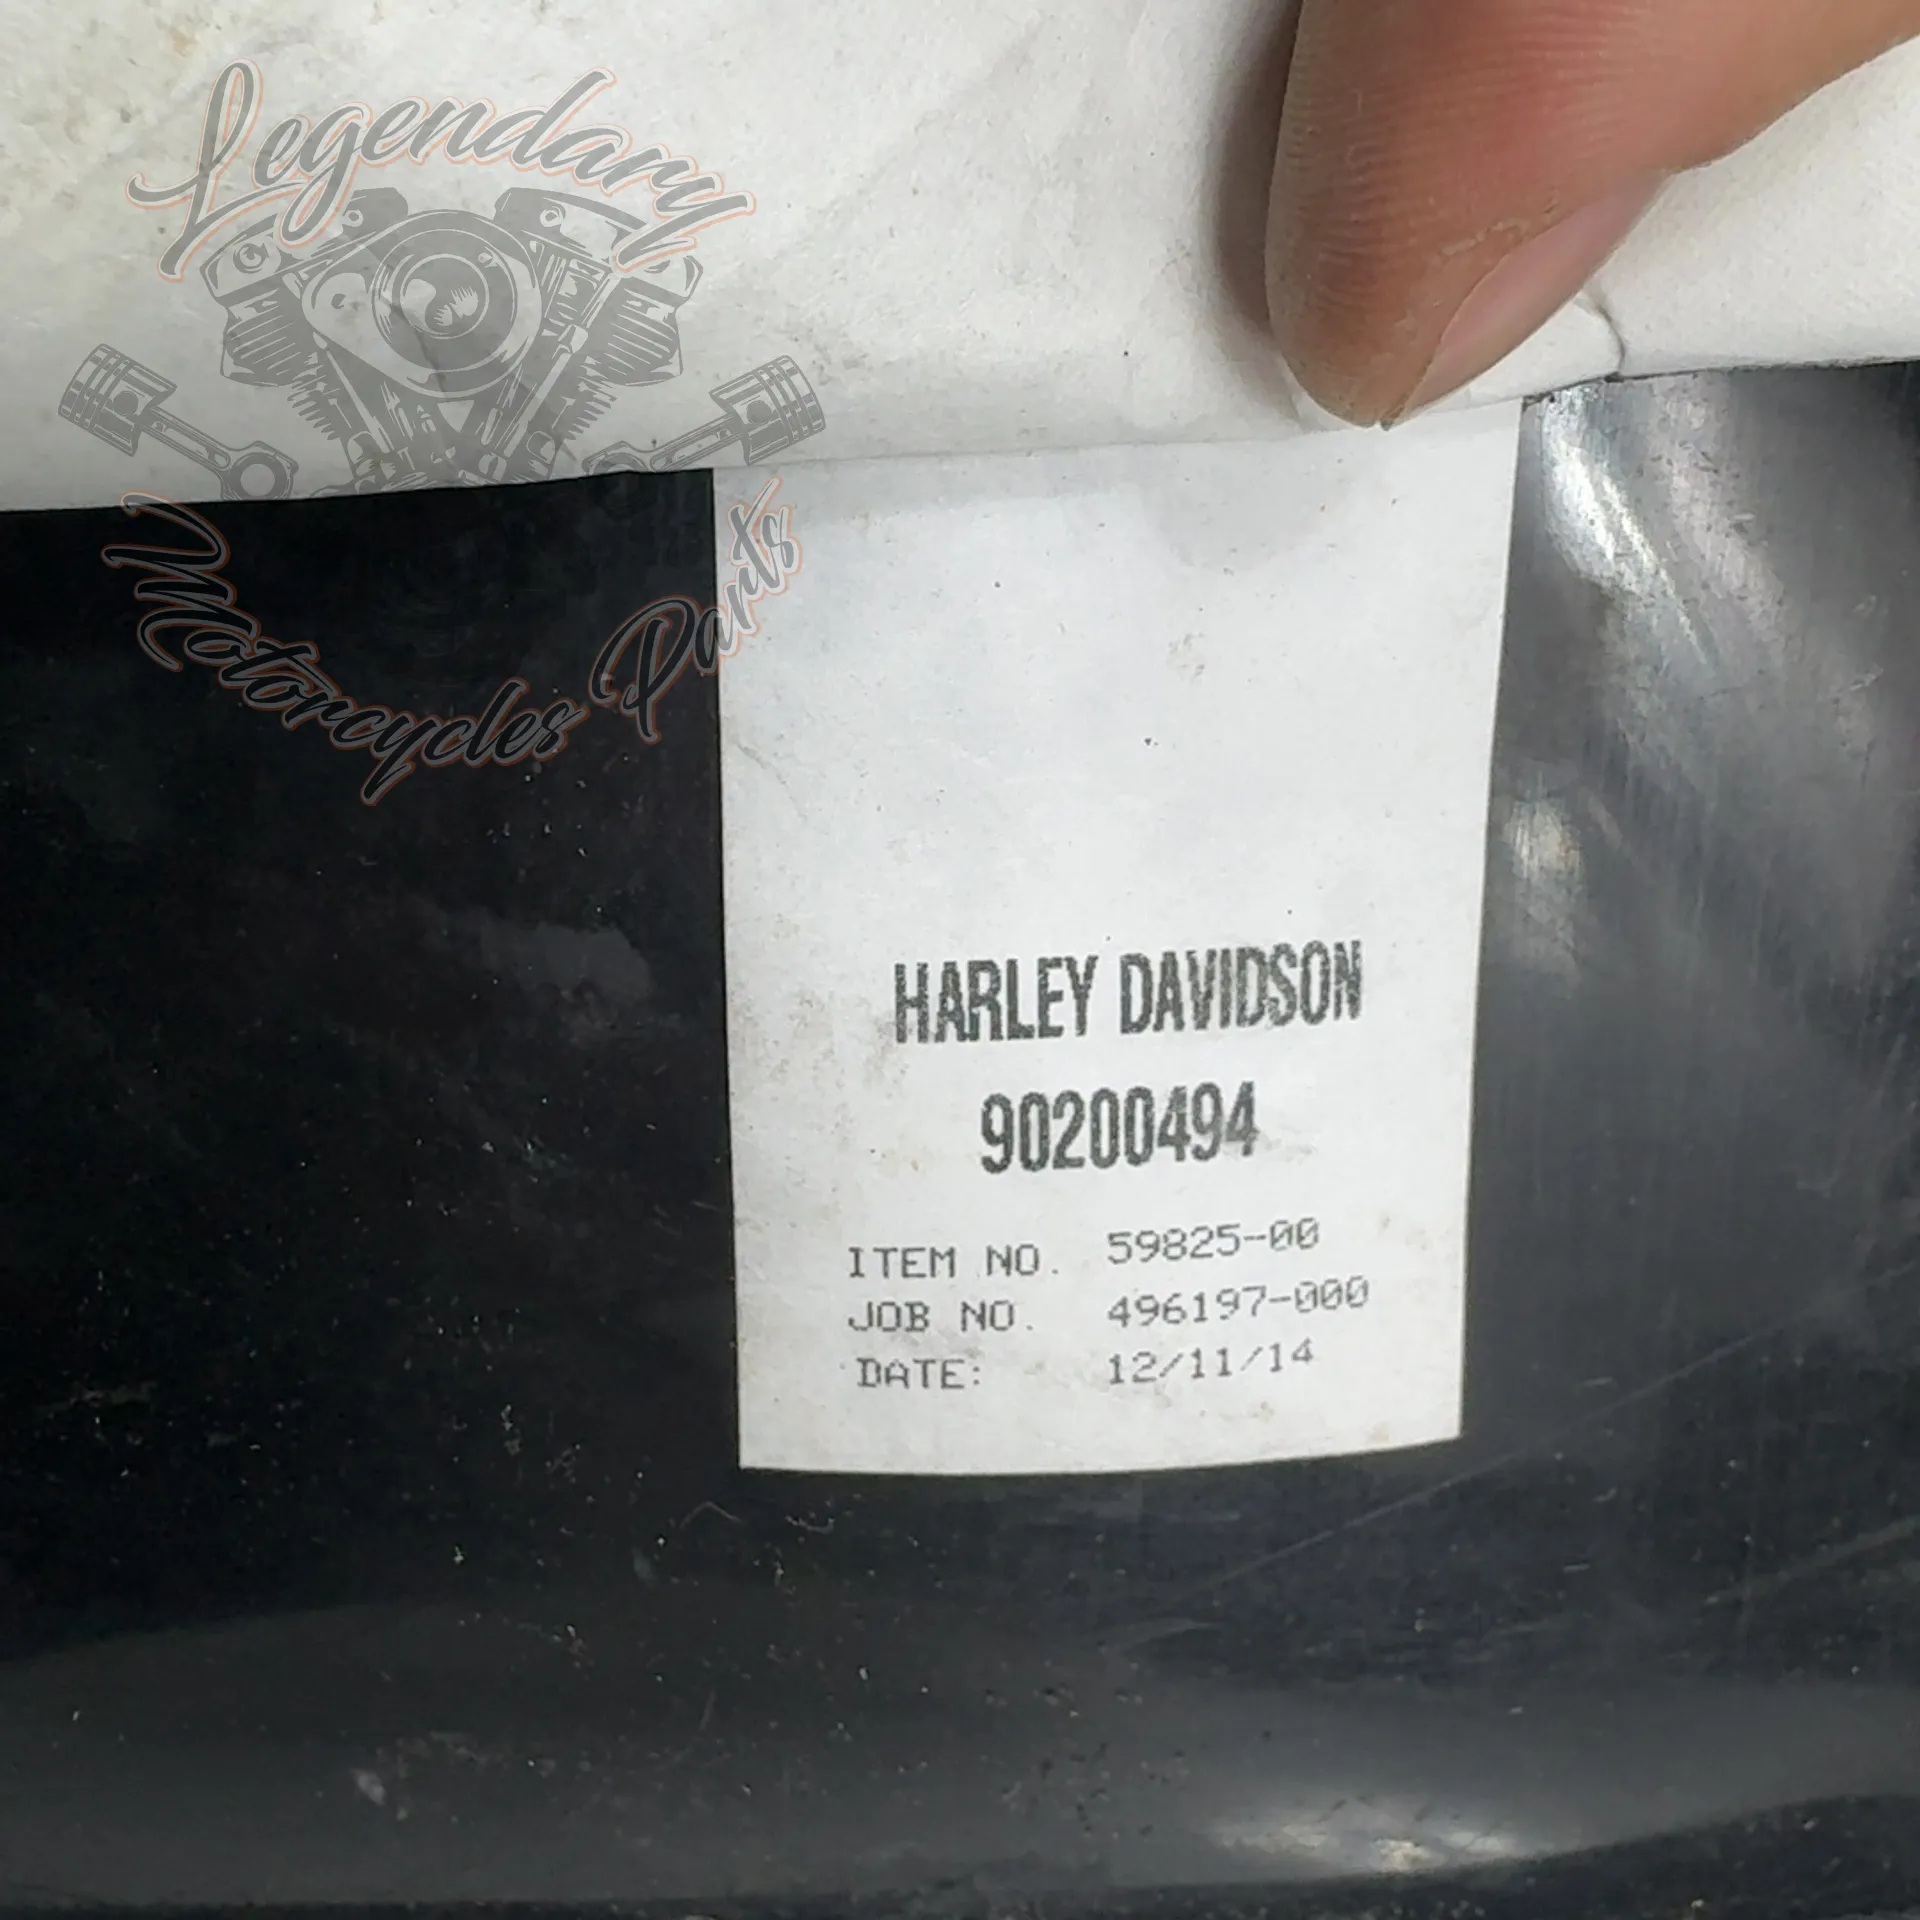 Legendary
Motorcycles Parts
HARLEY DAVIDSON
90200494
ITEM NO. 59825-00
JOB NO. 496197-000
DATE: 12/11/14